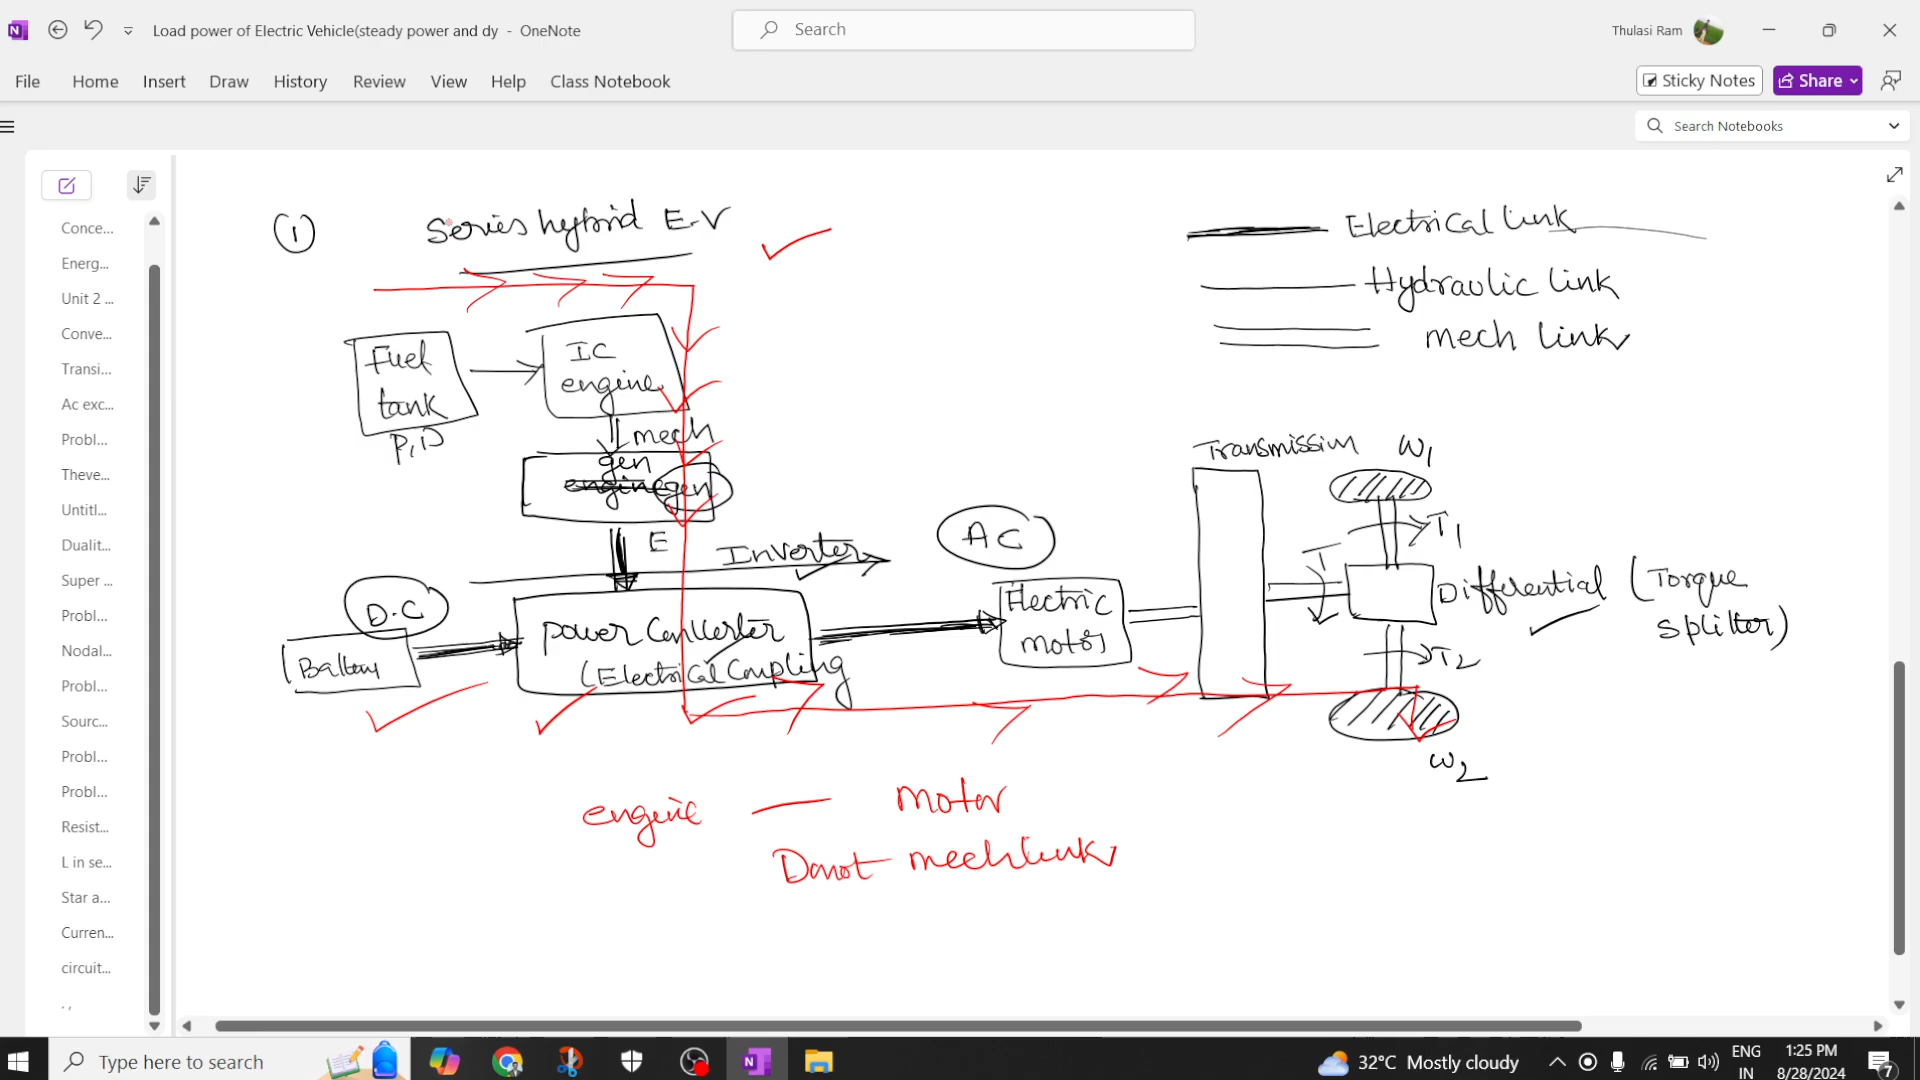 Load power of Electric Vehicle(steady power and dy - OneNote
Search
Thulasi Ram
File Home Insert Draw History Review View Help Class Notebook
Sticky Notes Share
Search Notebooks
Conce...
Energ...
Unit 2 ...
Conve...
Transi...
Ac exc...
Probl...
Theve...
Untitl...
Dualit...
Super ...
Probl...
Nodal...
Probl...
Sourc...
Probl...
Probl...
Resist...
L in se...
Star a...
Curren...
circuit...
1 Series hybrid E-V
Electrical link
Hydraulic link
mech link
Fuel
tank
P,D
IC
engine
mech
gen
engine gen
E
Inverter
D.C
Battery
power Converter
(Electrical Coupling
AC
Electric
motor
Transmission
W1
T1
T
Differential (Torque
splitter)
T2
W2
engine — motor
Donot mech link
Type here to search
32°C Mostly cloudy
ENG
IN
1:25 PM
8/28/2024
7